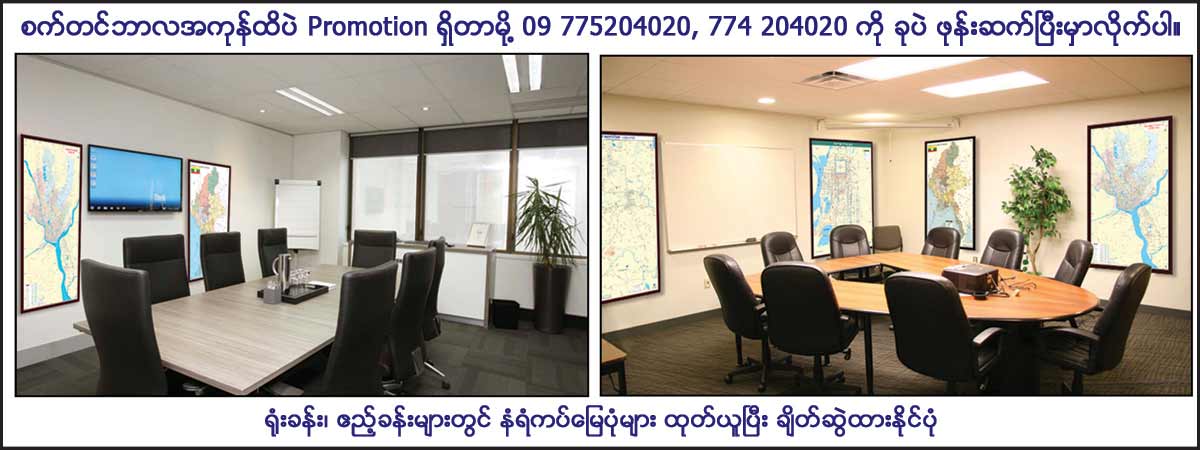 စက်တင်ဘာလအကုန်ထိပဲ Promotion ရှိတာမို့ 09 775204020, 774 204020 ကို ခုပဲ ဖုန်းဆက်ပြီးမှာလိုက်ပါ။
ရုံးခန်း၊ ဧည့်ခန်းများတွင် နံရံကပ်မြေပုံများ ထုတ်ယူပြီး ချိတ်ဆွဲထားနိုင်ပုံ